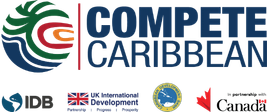 COMPETE
CARIBBEAN
IDB
UK International
Development
Partnership | Progress | Prosperity
in partnership with
Canada